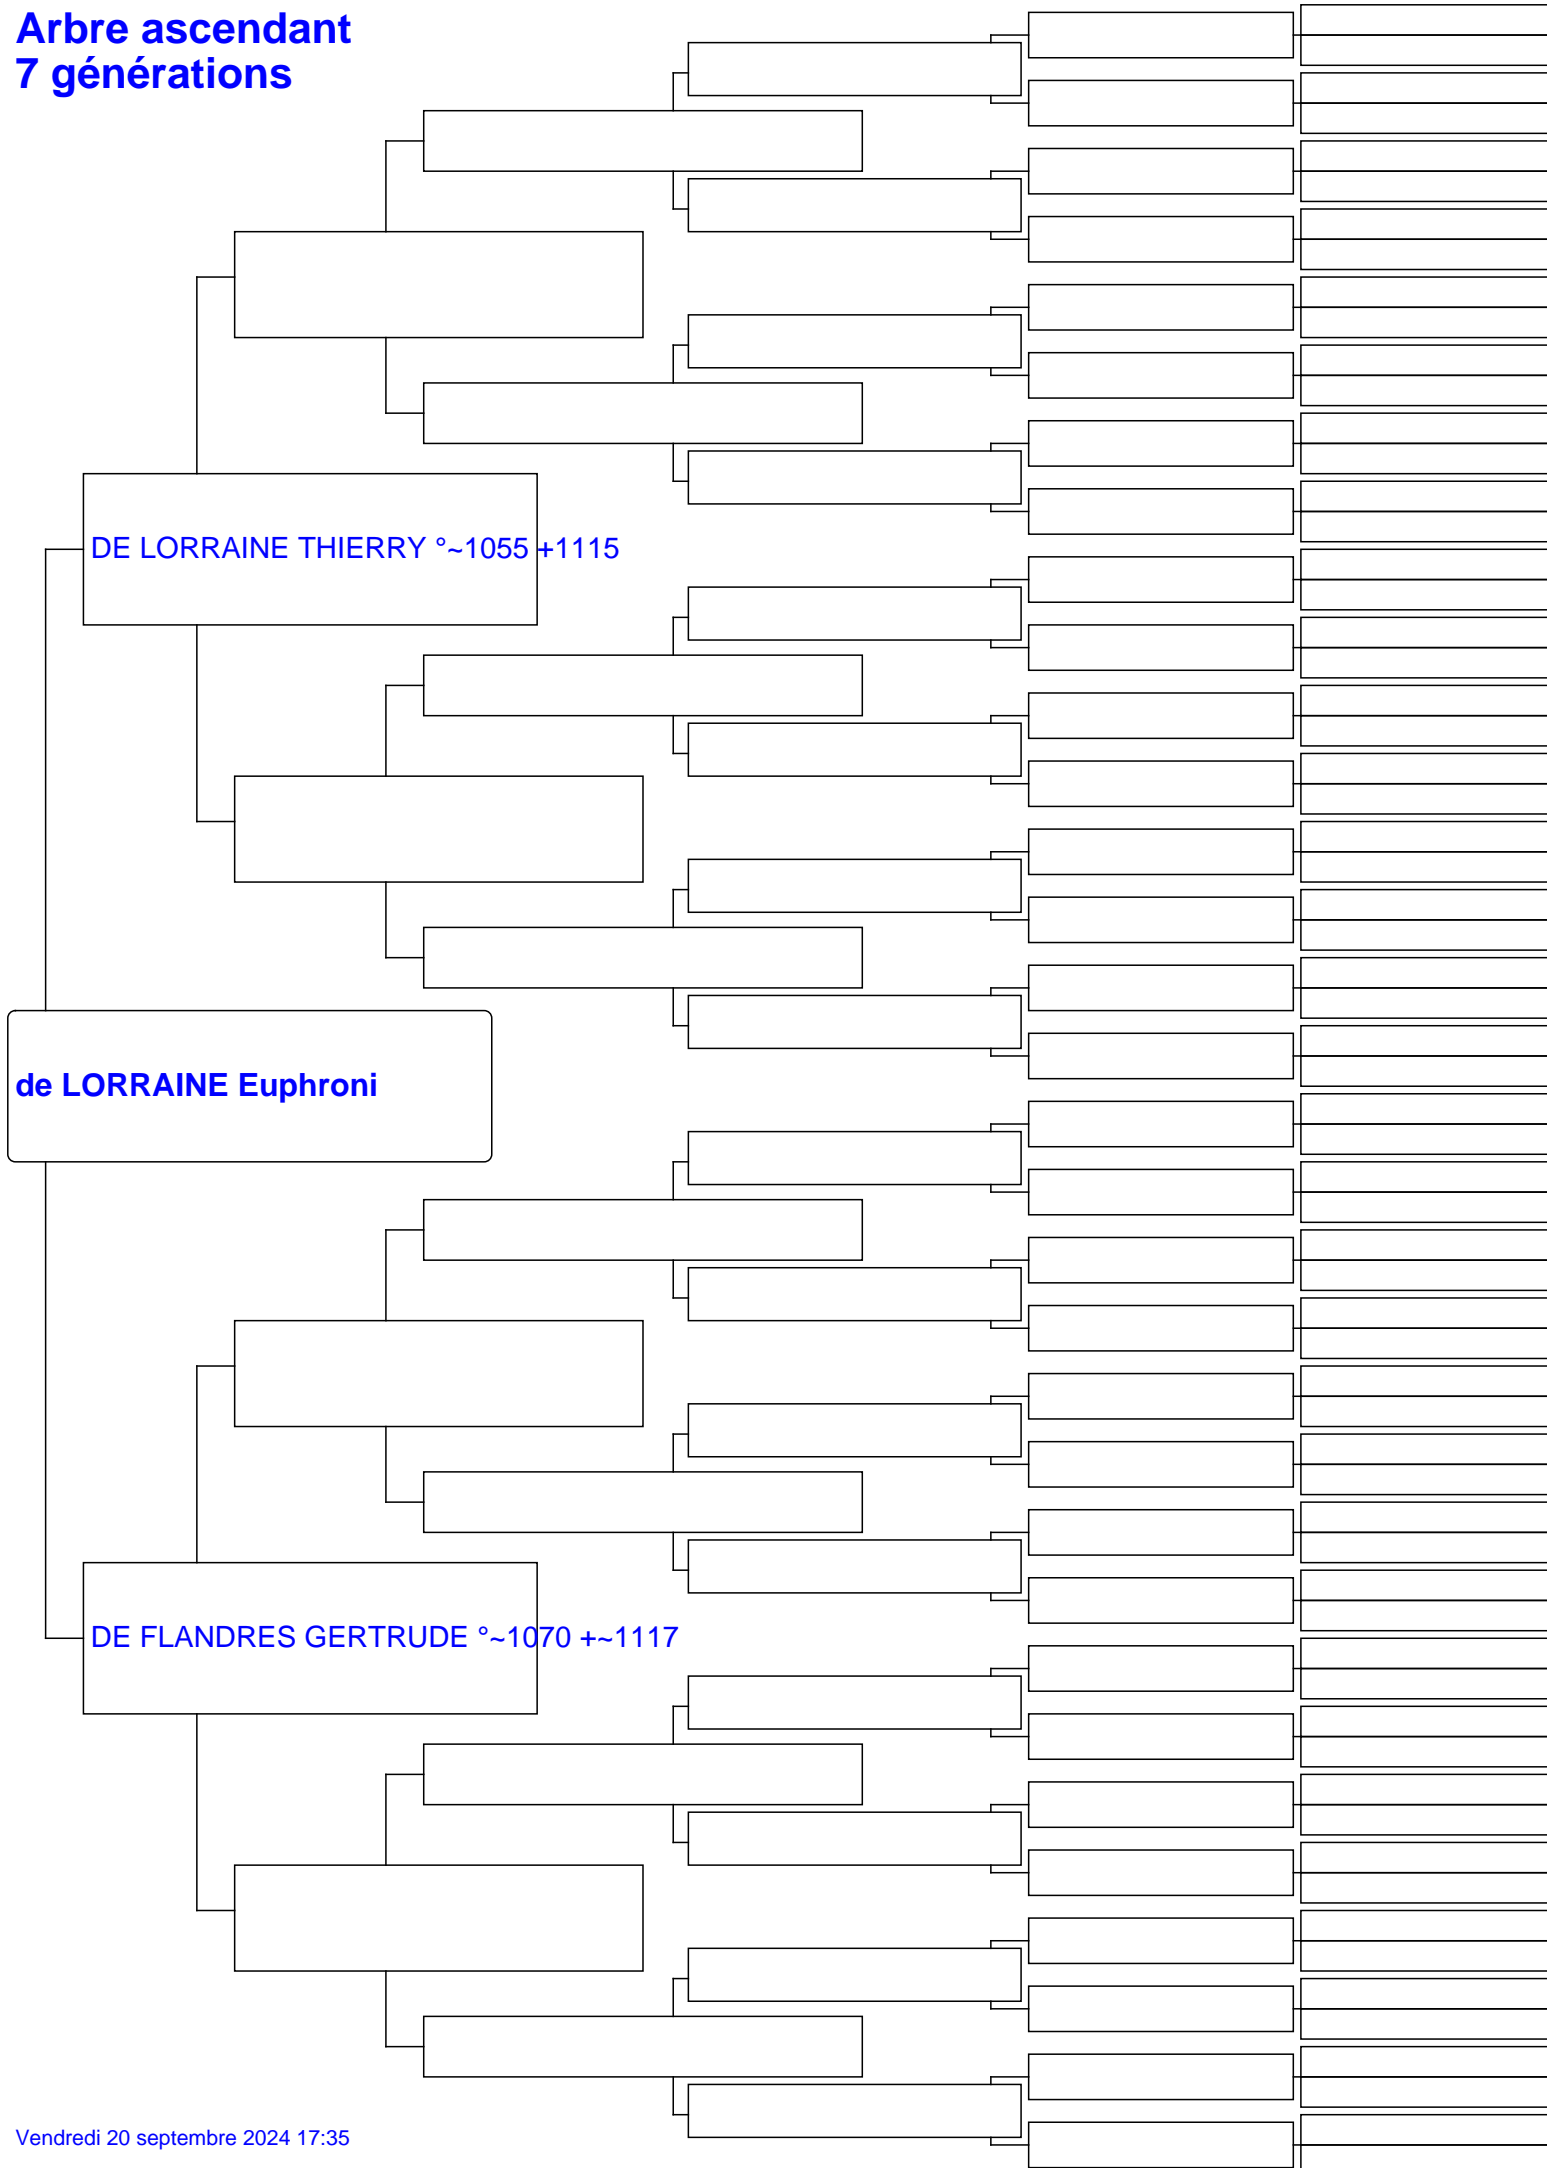 Arbre ascendant
7 générations
DE LORRAINE THIERRY °~1055 +1115
de LORRAINE Euphroni
DE FLANDRES GERTRUDE °~1070 +~1117
Vendredi 20 septembre 2024 17:35